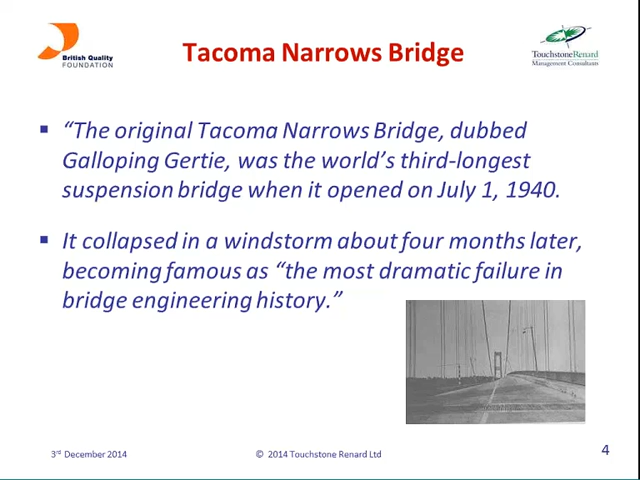 British Quality
FOUNDATION
Tacoma Narrows Bridge
TouchstoneRenard
Management Consultants
“The original Tacoma Narrows Bridge, dubbed
Galloping Gertie, was the world’s third-longest
suspension bridge when it opened on July 1, 1940.
It collapsed in a windstorm about four months later,
becoming famous as “the most dramatic failure in
bridge engineering history.”
3rd December 2014
© 2014 Touchstone Renard Ltd
4